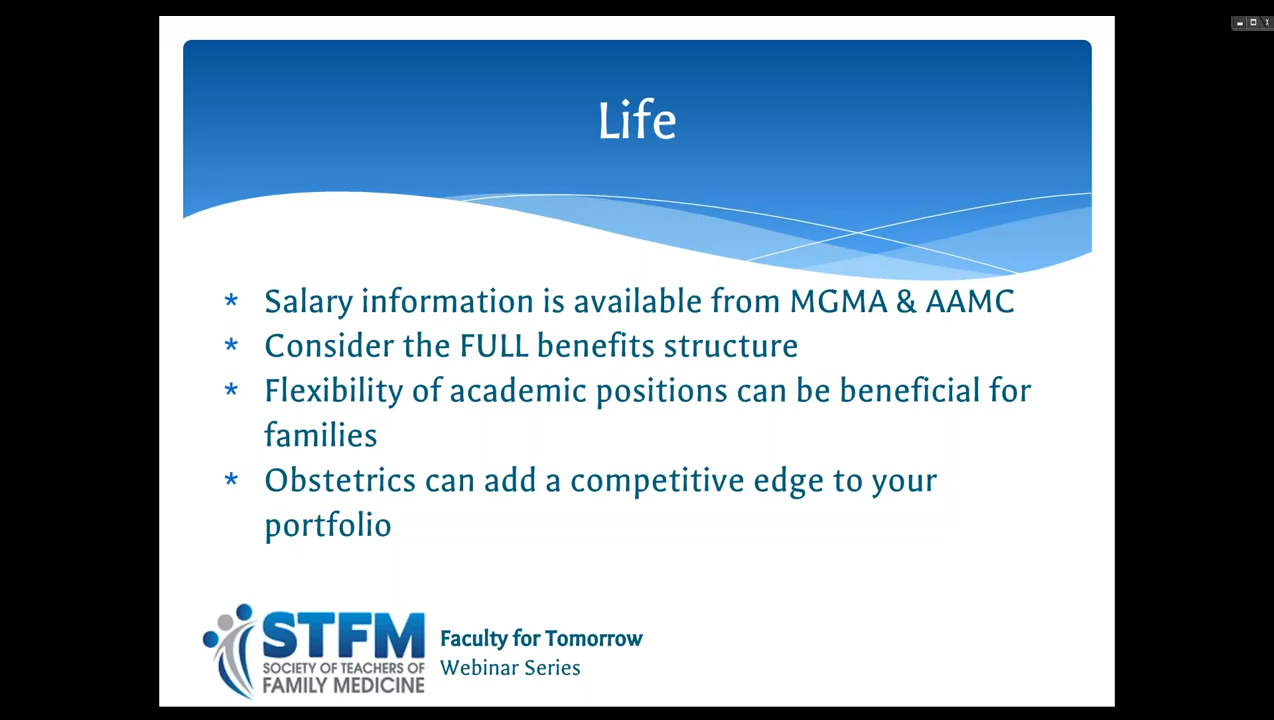 Life
* Salary information is available from MGMA & AAMC
* Consider the FULL benefits structure
* Flexibility of academic positions can be beneficial for
families
* Obstetrics can add a competitive edge to your
portfolio
STFM
SOCIETY OF TEACHERS OF
FAMILY MEDICINE
Faculty for Tomorrow
Webinar Series